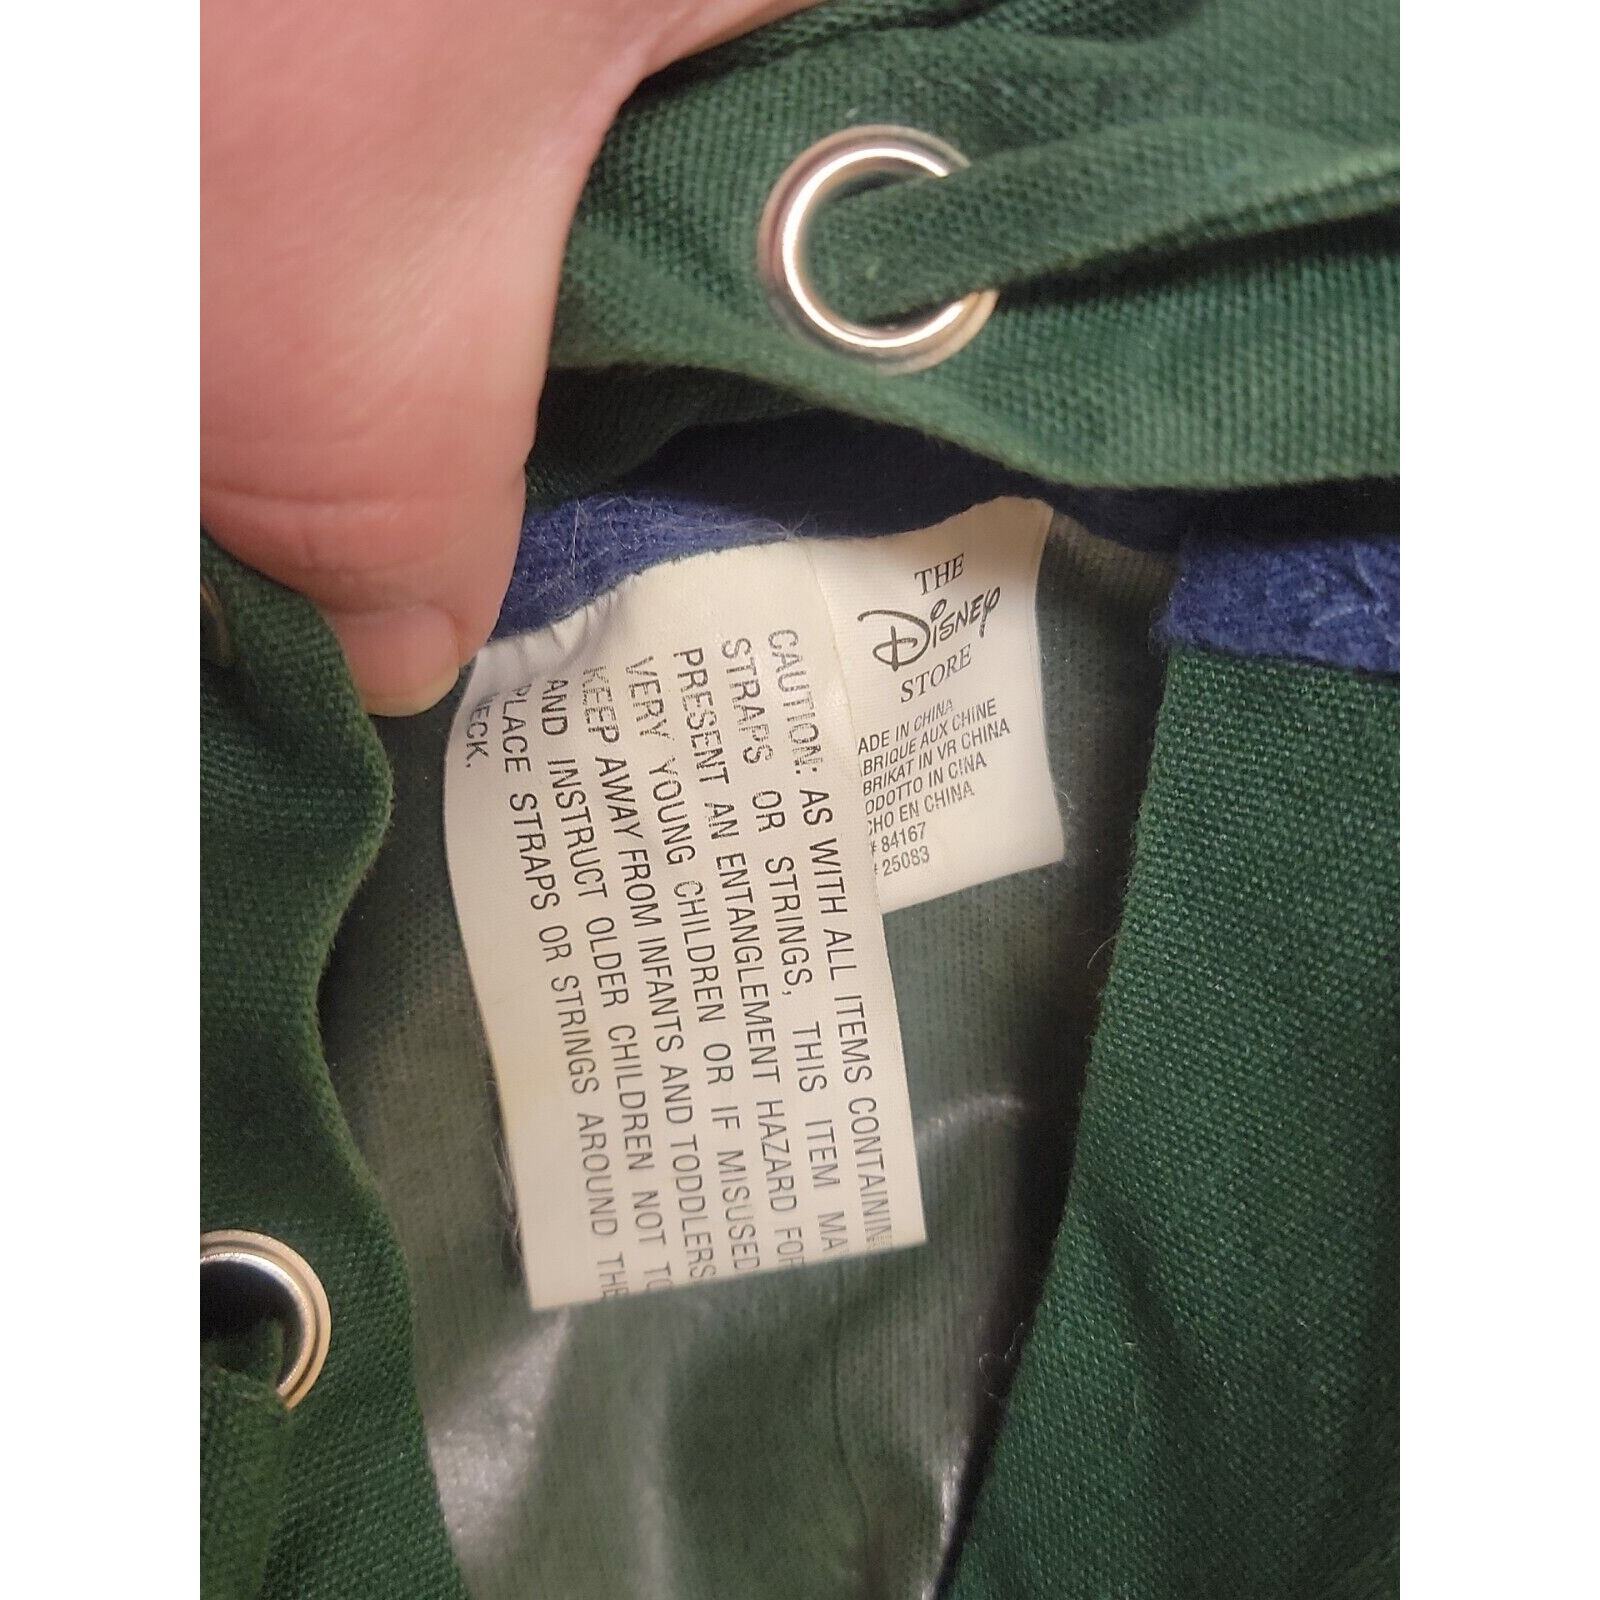 THE
Disney
STORE
ADE IN CHINA
ABRIQUE AUX CHINE
BRIKAT IN VR CHINA
ODOTTO IN CINA
CHO EN CHINA
# 84167
# 25083
CAUTION: AS WITH ALL ITEMS CONTAINING
STRAPS OR STRINGS, THIS ITEM MAY
PRESENT AN ENTANGLEMENT HAZARD FOR
VERY YOUNG CHILDREN OR IF MISUSED
KEEP AWAY FROM INFANTS AND TODDLERS
AND INSTRUCT OLDER CHILDREN NOT TO
PLACE STRAPS OR STRINGS AROUND THE
NECK.